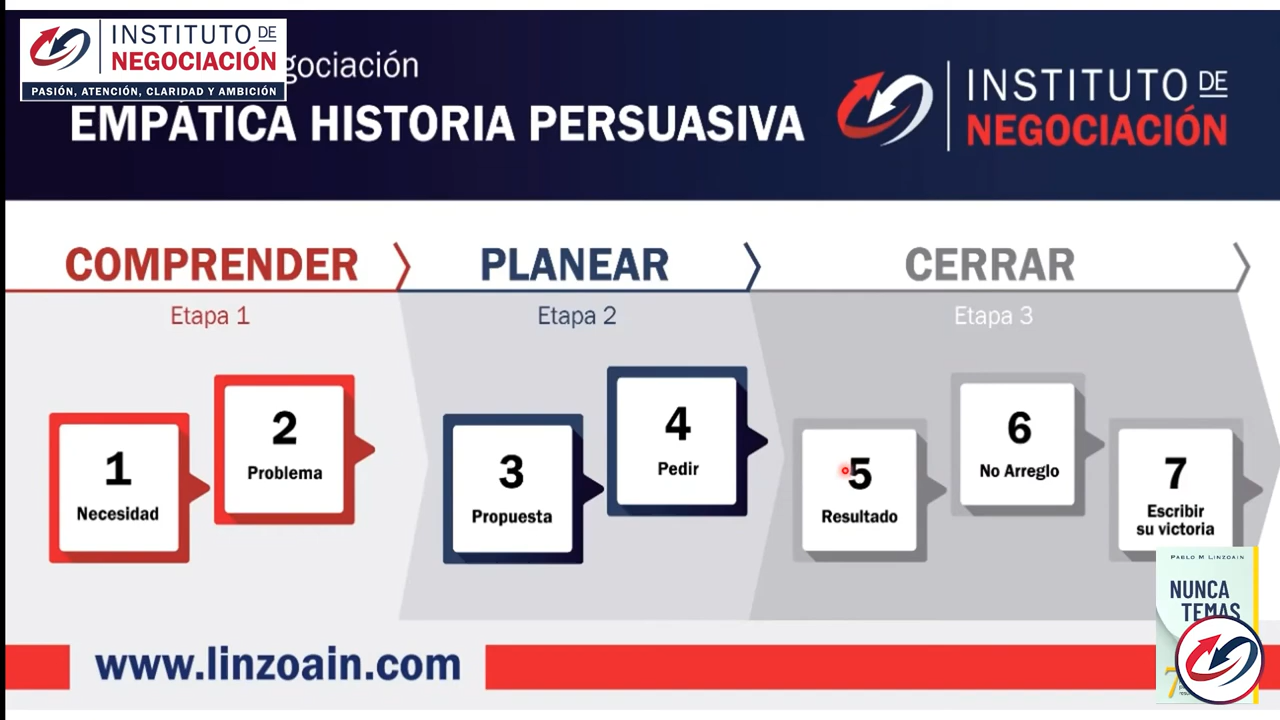 INSTITUTO DE
NEGOCIACIÓN
PASIÓN, ATENCIÓN, CLARIDAD Y AMBICIÓN
gociación
EMPÁTICA HISTORIA PERSUASIVA
INSTITUTO DE
NEGOCIACIÓN
COMPRENDER
PLANEAR
CERRAR
Etapa 1
Etapa 2
Etapa 3
1
Necesidad
2
Problema
3
Propuesta
4
Pedir
5
Resultado
6
No Arreglo
7
Escribir
su victoria
PABLO M LINZOAIN
NUNCA
TEMAS
7
www.linzoain.com